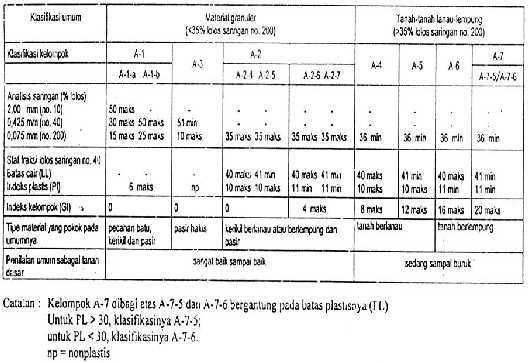 Klasifikasi umum Material granuler Tanah-tanah lanau-lempung
(<35% lolos saringan no. 200) (>35% lolos saringan no. 200)
Klasifikasi kelompok A-1 A-3 A-2 A-4 A-5 A-6 A-7
A-1-a A-1-b A-2-4 A-2-5 A-2-6 A-2-7 A-7-5/A-7-6
Analisis saringan (% lolos)
2,00 mm (no. 10) 50 maks - - - - - - - -
0,425 mm (no. 40) 30 maks 50 maks 51 min - - - - - -
0,075 mm (no. 200) 15 maks 25 maks 10 maks 35 maks 35 maks 35 maks 35 maks 36 min 36 min 36 min 36 min
Sifat fraksi lolos saringan no. 40
Batas cair (LL) - - 40 maks 41 min 40 maks 41 min 40 maks 41 min 40 maks 41 min
Indeks plastis (PI) 6 maks np 10 maks 10 maks 11 min 11 min 10 maks 10 maks 11 min 11 min
Indeks kelompok (GI) 0 0 0 4 maks 8 maks 12 maks 16 maks 20 maks
Tipe material yang pokok pada pecahan batu, pasir halus kerikil berlanau atau berlempung dan tanah berlanau tanah berlempung
umumnya kerikil dan pasir pasir
Penilaian umum sebagai tanah sangat baik sampai baik sedang sampai buruk
dasar
Catatan : Kelompok A-7 dibagi atas A-7-5 dan A-7-6 bergantung pada batas plastisnya (PL)
Untuk PL > 30, klasifikasinya A-7-5;
untuk PL < 30, klasifikasinya A-7-6.
np = nonplastis